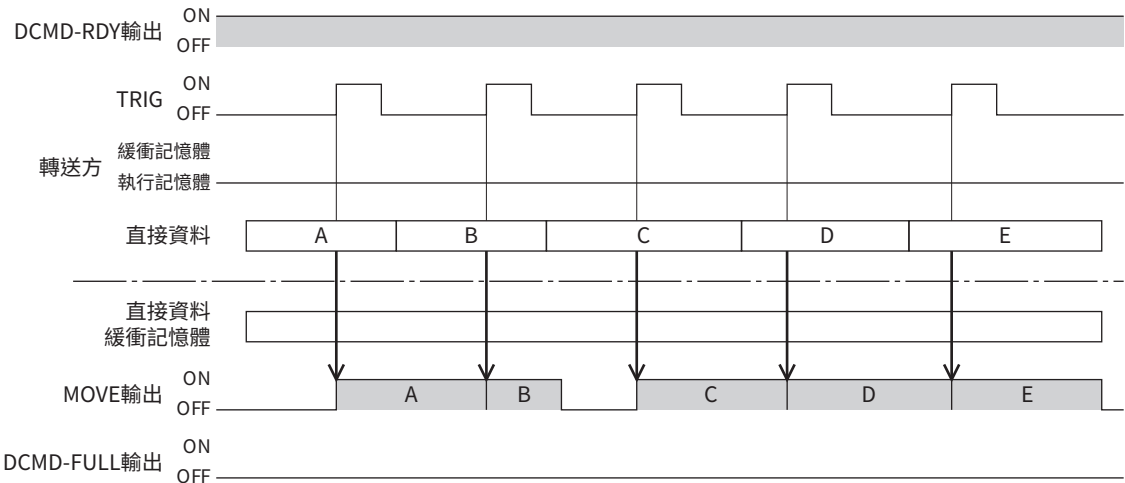 ON
DCMD-RDY輸出
OFF
ON
TRIG
OFF
緩衝記憶體
轉送方
執行記憶體
直接資料
A
B
C
D
E
直接資料
緩衝記憶體
ON
MOVE輸出
OFF
A
B
C
D
E
ON
DCMD-FULL輸出
OFF